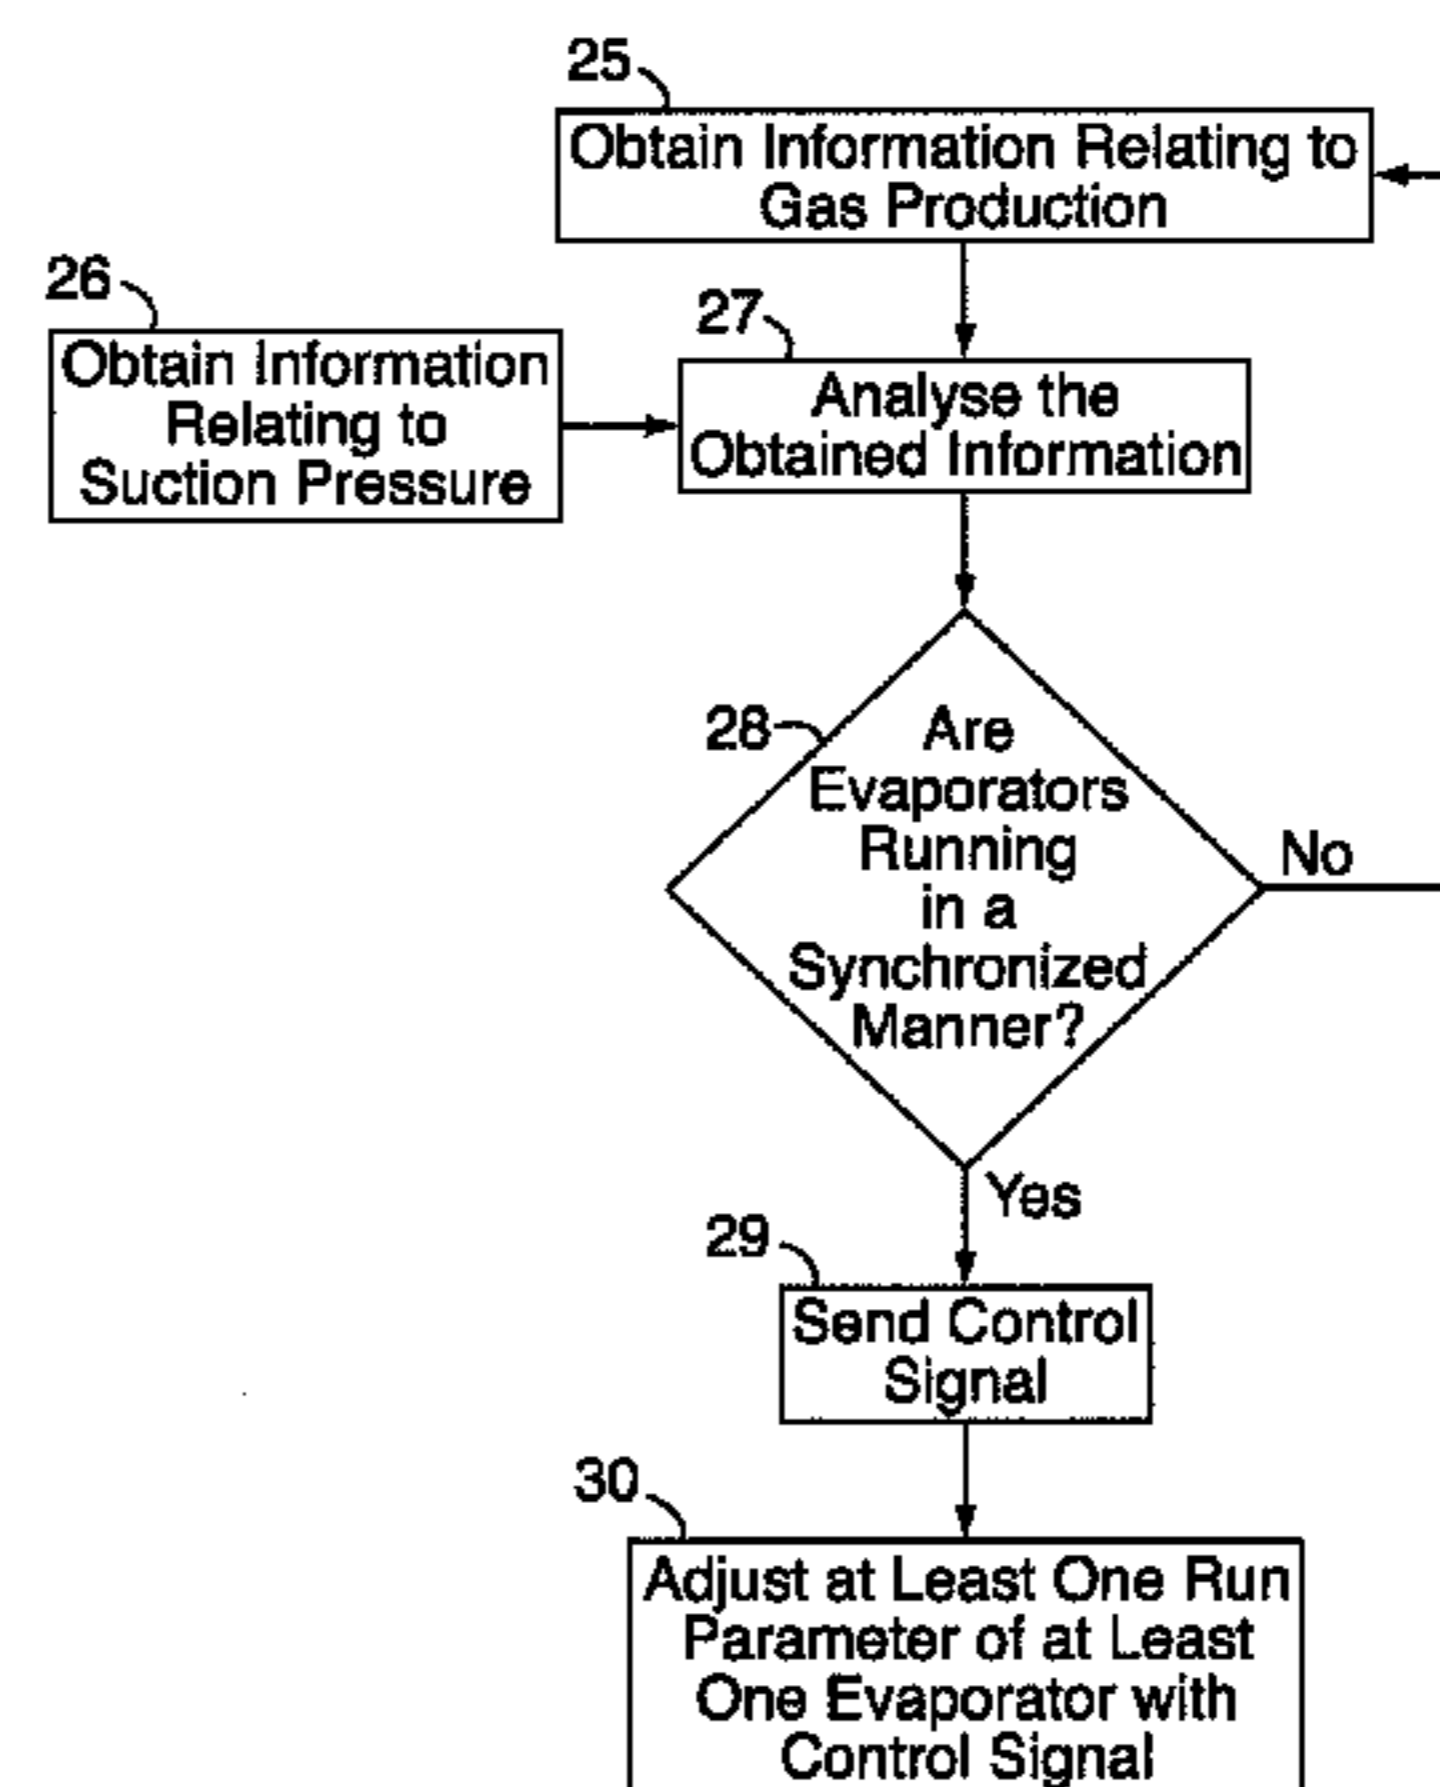 25
Obtain Information Relating to
Gas Production
26
Obtain Information
Relating to
Suction Pressure
27
Analyse the
Obtained Information
28
Are
Evaporators
Running
in a
Synchronized
Manner?
No
Yes
29
Send Control
Signal
30
Adjust at Least One Run
Parameter of at Least
One Evaporator with
Control Signal